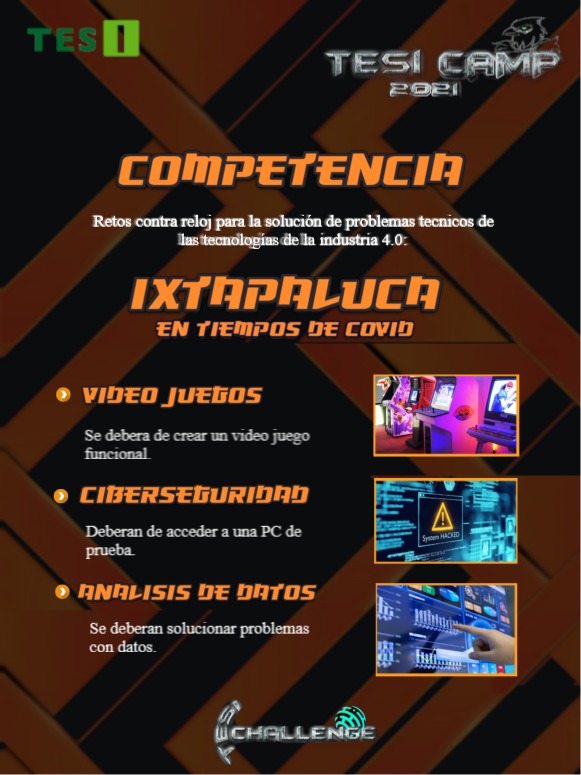 TESI
TESI CAMP
2021
COMPETENCIA
Retos contra reloj para la solución de problemas tecnicos de
las tecnologías de la industria 4.0:
IXTAPALUCA
EN TIEMPOS DE COVID
VIDEO JUEGOS
Se debera de crear un video juego
funcional.
CIBERSEGURIDAD
Deberan de acceder a una PC de
prueba.
System HACKED
ANALISIS DE DATOS
Se deberan solucionar problemas
con datos.
CHALLENGE